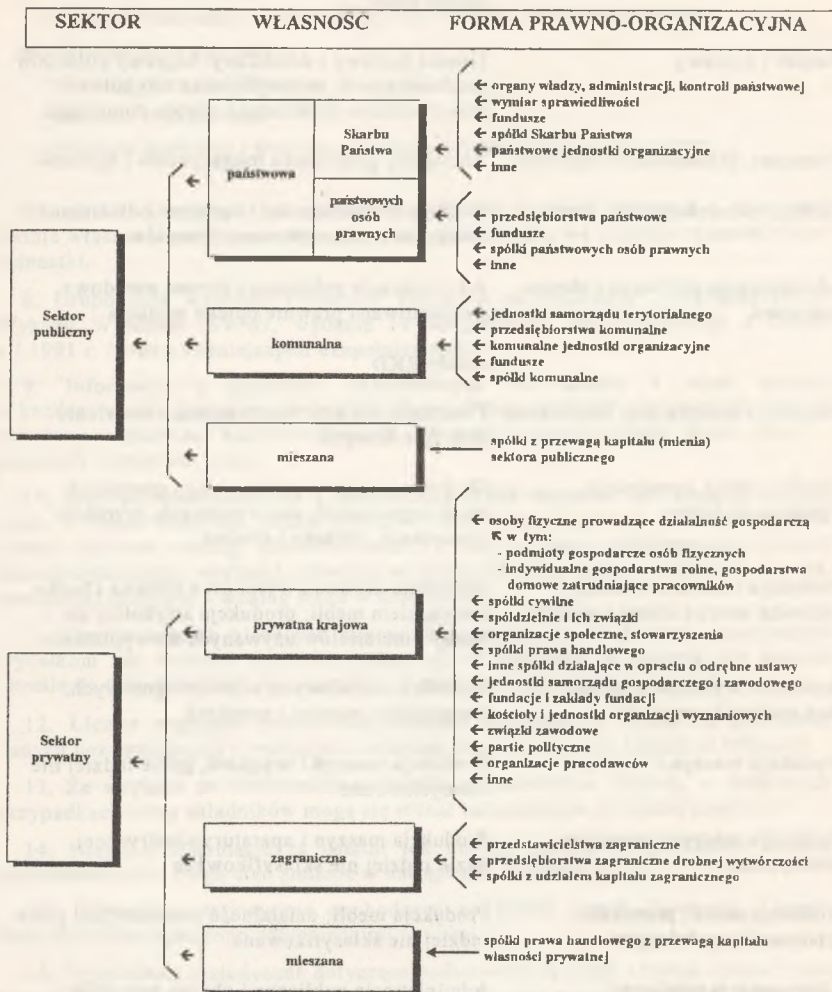 SEKTOR WŁASNOŚĆ FORMA PRAWNO-ORGANIZACYJNA
Sektor
publiczny
państwowa
Skarbu
Państwa
← organy władzy, administracji, kontroli państwowej
← wymiar sprawiedliwości
← fundusze
← spółki Skarbu Państwa
← państwowe jednostki organizacyjne
← inne
państwowych
osób
prawnych
← przedsiębiorstwa państwowe
← fundusze
← spółki państwowych osób prawnych
← inne
komunalna
← jednostki samorządu terytorialnego
← przedsiębiorstwa komunalne
← komunalne jednostki organizacyjne
← fundusze
← spółki komunalne
mieszana
spółki z przewagą kapitału (mienia)
sektora publicznego
Sektor
prywatny
prywatna krajowa
← osoby fizyczne prowadzące działalność gospodarczą
w tym:
- podmioty gospodarcze osób fizycznych
- indywidualne gospodarstwa rolne, gospodarstwa
domowe zatrudniające pracowników
← spółki cywilne
← spółdzielnie i ich związki
← organizacje społeczne, stowarzyszenia
← spółki prawa handlowego
← inne spółki działające w opraciu o odrębne ustawy
← jednostki samorządu gospodarczego i zawodowego
← fundacje i zakłady fundacji
← kościoły i jednostki organizacji wyznaniowych
← związki zawodowe
← partie polityczne
← organizacje pracodawców
← inne
zagraniczna
← przedstawicielstwa zagraniczne
← przedsiębiorstwa zagraniczne drobnej wytwórczości
← spółki z udziałem kapitału zagranicznego
mieszana
spółki prawa handlowego z przewagą kapitału
własności prywatnej